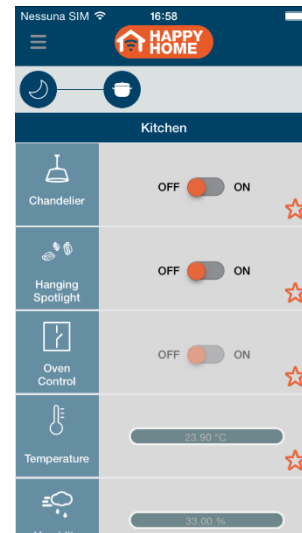 Nessuna SIM 16:58
HAPPY
HOME
Kitchen
Chandelier
OFF ON
Hanging
Spotlight
OFF ON
Oven
Control
OFF ON
Temperature
23.90 °C
Humidity
33.00 %